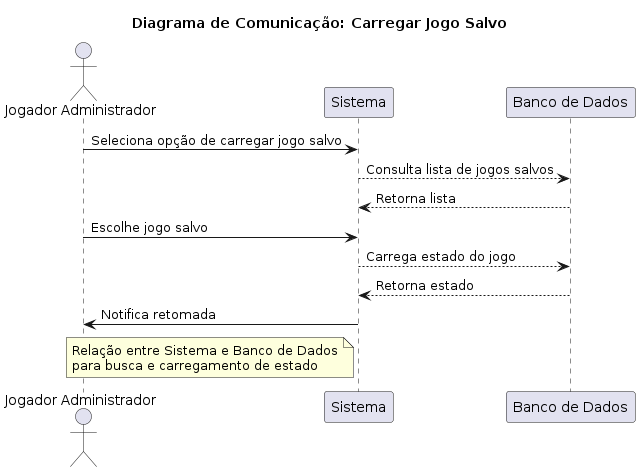 Diagrama de Comunicação: Carregar Jogo Salvo
Jogador Administrador
Sistema
Banco de Dados
Seleciona opção de carregar jogo salvo
Consulta lista de jogos salvos
Retorna lista
Escolhe jogo salvo
Carrega estado do jogo
Retorna estado
Notifica retomada
Relação entre Sistema e Banco de Dados
para busca e carregamento de estado
Jogador Administrador
Sistema
Banco de Dados